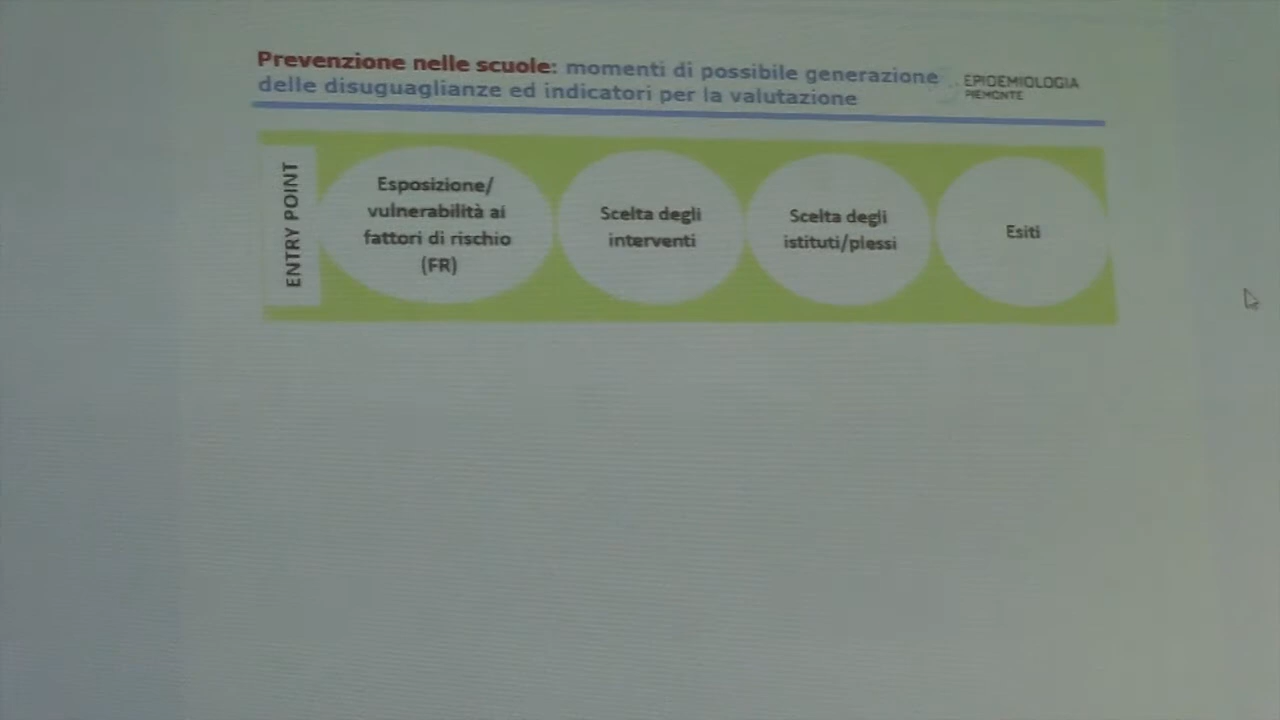 Prevenzione nelle scuole: momenti di possibile generazione
delle disuguaglianze ed indicatori per la valutazione
EPIDEMIOLOGIA
PIEMONTE
ENTRY POINT
Esposizione/
vulnerabilità ai
fattori di rischio
(FR)
Scelta degli
interventi
Scelta degli
istituti/plessi
Esiti